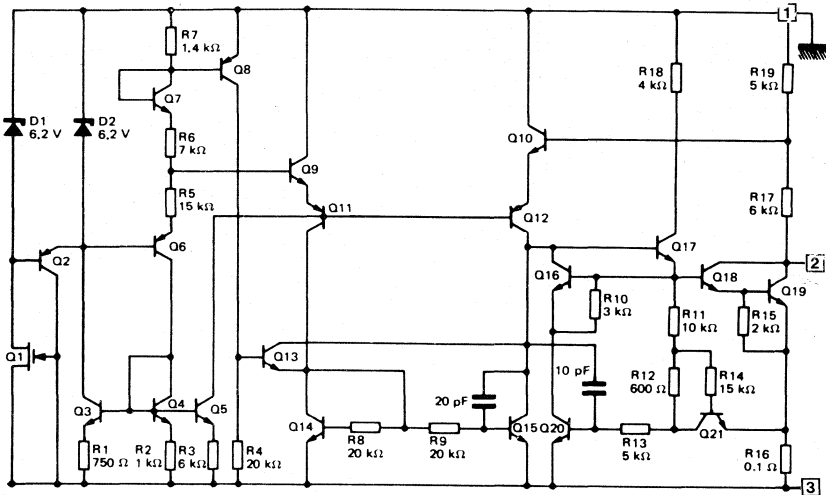 1
R7
1,4 kΩ
Q8
R18
4 kΩ
R19
5 kΩ
Q7
D1
6,2 V
D2
6,2 V
R6
7 kΩ
Q10
Q9
R5
15 kΩ
Q11
Q12
R17
6 kΩ
Q2
Q6
Q17
2
Q16
Q18
Q19
R10
3 kΩ
R11
10 kΩ
R15
2 kΩ
Q1
Q13
10 pF
R12
600 Ω
R14
15 kΩ
20 pF
Q3
Q4
Q5
Q14
R8
20 kΩ
R9
20 kΩ
Q15
Q20
R13
5 kΩ
Q21
R1
750 Ω
R2
1 kΩ
R3
6 kΩ
R4
20 kΩ
R16
0.1 Ω
3